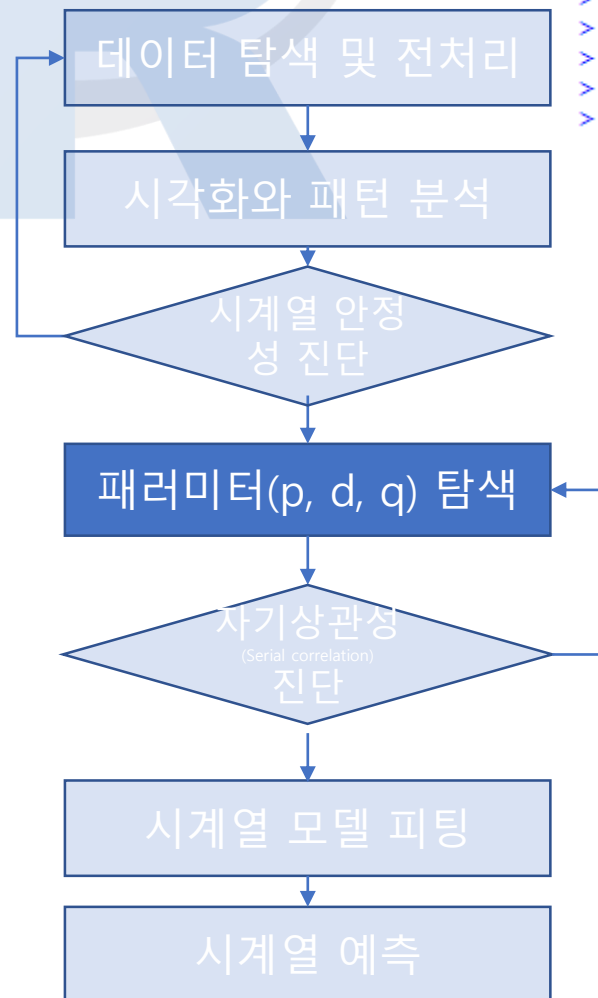 데이터 탐색 및 전처리
>
>
>
>
>
시각화와 패턴 분석
시계열 안정
성 진단
패러미터(p, d, q) 탐색
자기상관성
(Serial correlation)
진단
시계열 모델 피팅
시계열 예측